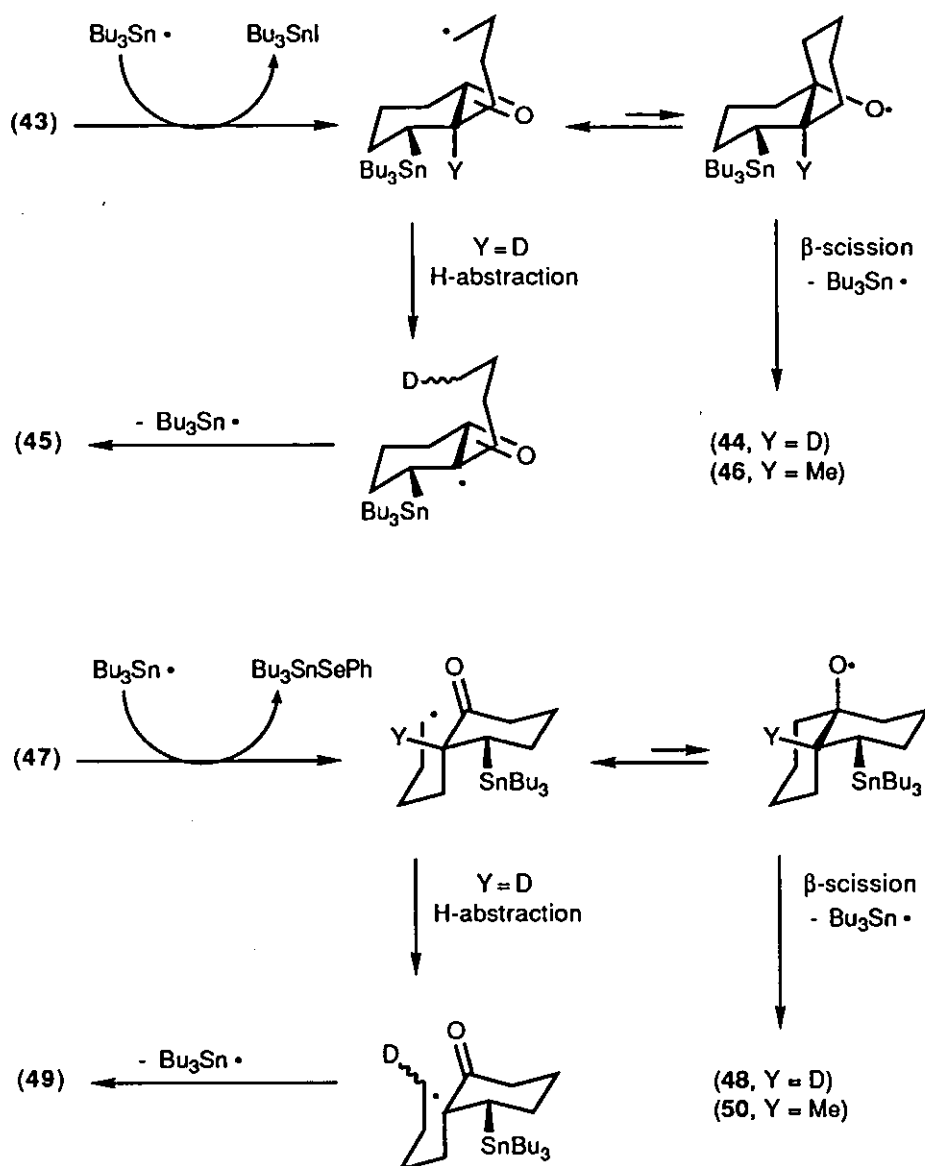 Bu3Sn • Bu3SnI
(43)
O
O•
Bu3Sn Y
Bu3Sn Y
Y = D
H-abstraction
β-scission
- Bu3Sn •
D
(45)
- Bu3Sn •
O
Bu3Sn
(44, Y = D)
(46, Y = Me)
Bu3Sn • Bu3SnSePh
(47)
O
Y
SnBu3
O•
Y
SnBu3
Y = D
H-abstraction
β-scission
- Bu3Sn •
(49)
- Bu3Sn •
D
O
SnBu3
(48, Y = D)
(50, Y = Me)